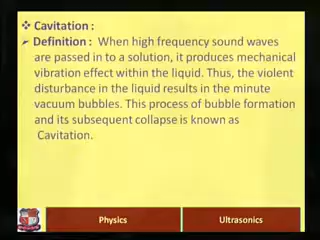 ❖ Cavitation :
➢ Definition : When high frequency sound waves
are passed in to a solution, it produces mechanical
vibration effect within the liquid. Thus, the violent
disturbance in the liquid results in the minute
vacuum bubbles. This process of bubble formation
and its subsequent collapse is known as
Cavitation.
Physics
Ultrasonics